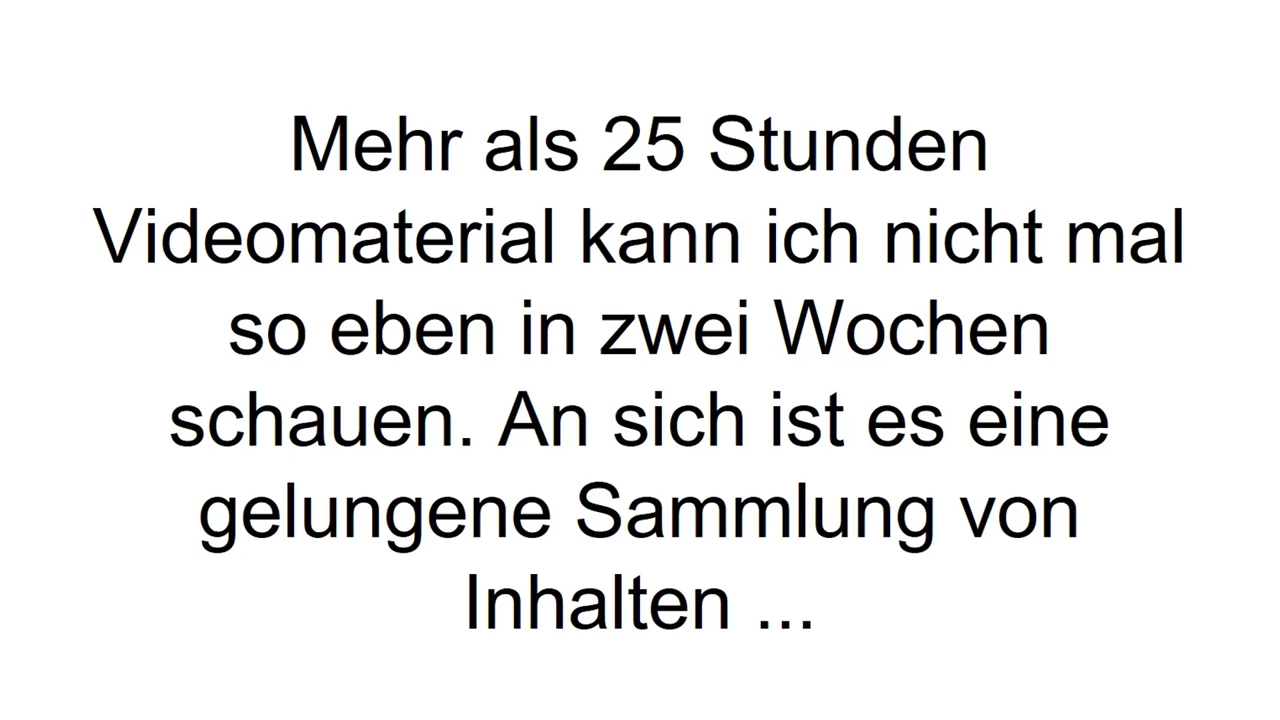 Mehr als 25 Stunden
Videomaterial kann ich nicht mal
so eben in zwei Wochen
schauen. An sich ist es eine
gelungene Sammlung von
Inhalten ...